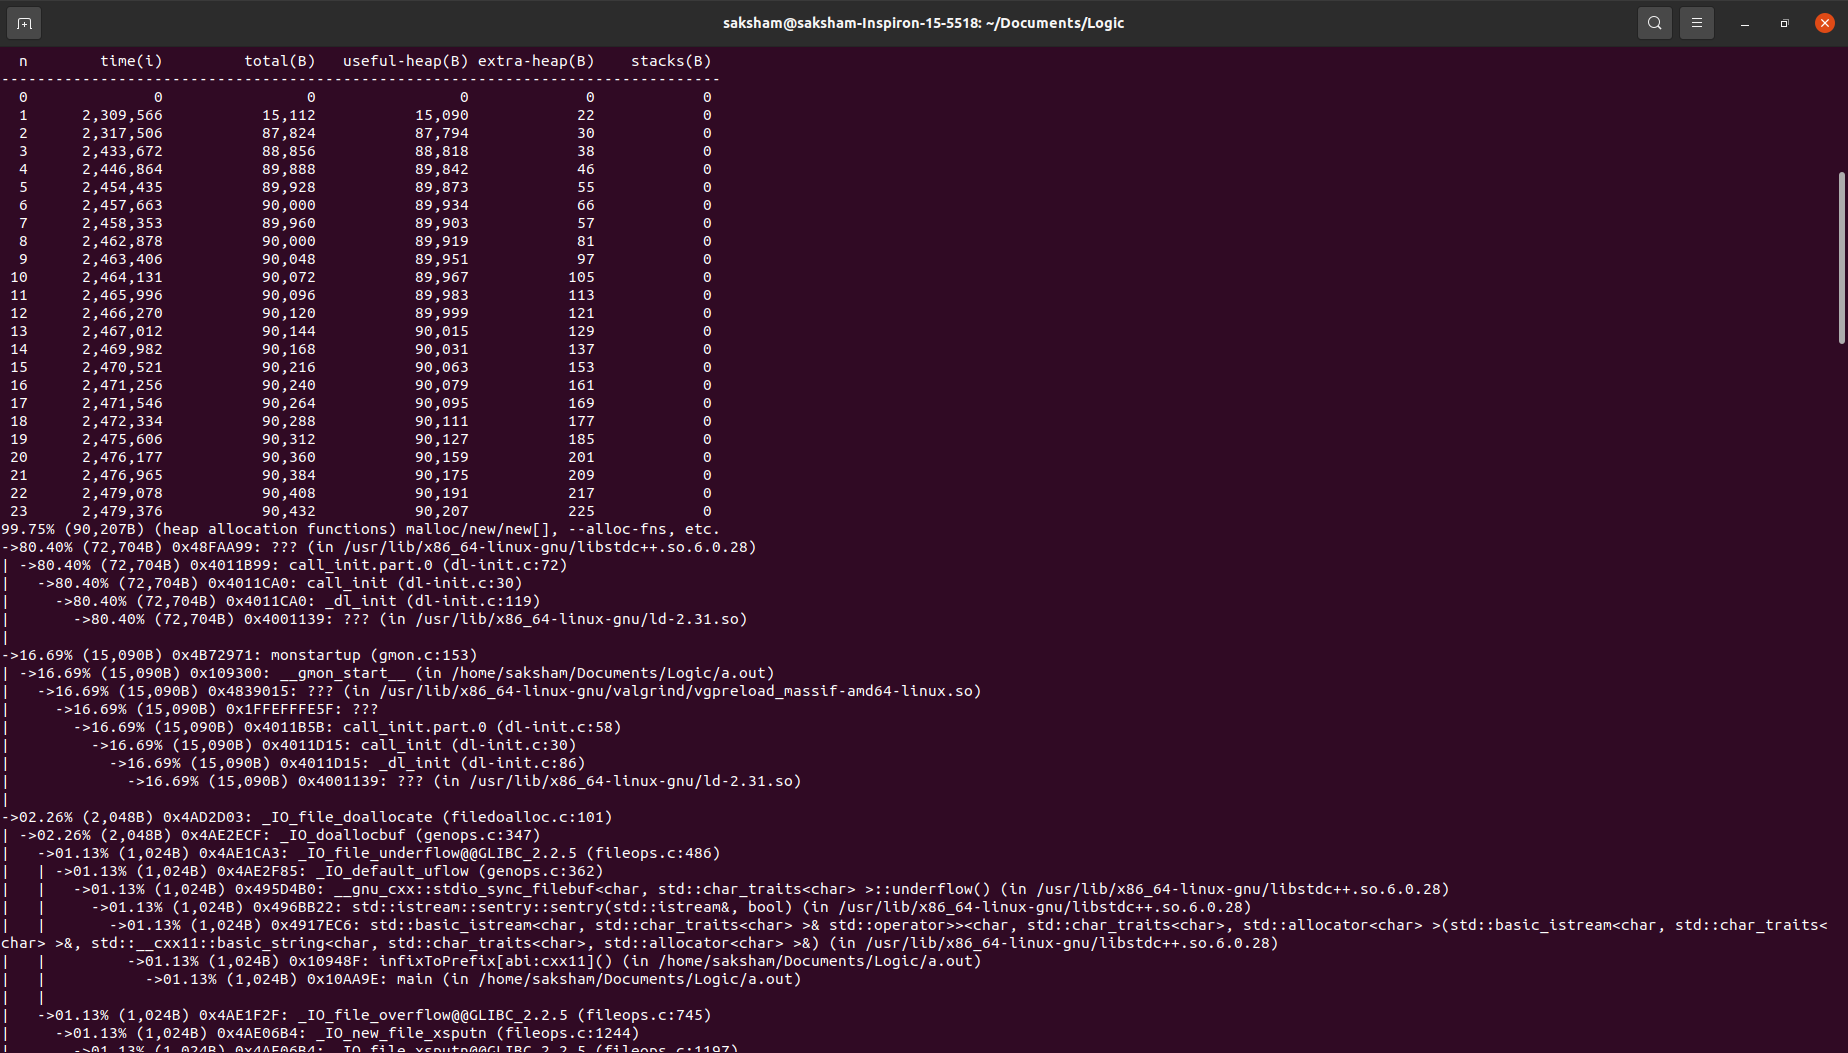 saksham@saksham-Inspiron-15-5518: ~/Documents/Logic
  n        time(i)         total(B)   useful-heap(B) extra-heap(B)    stacks(B)
--------------------------------------------------------------------------------
  0              0                0                0             0            0
  1      2,309,566           15,112           15,090            22            0
  2      2,317,506           87,824           87,794            30            0
  3      2,433,672           88,856           88,818            38            0
  4      2,446,864           89,888           89,842            46            0
  5      2,454,435           89,928           89,873            55            0
  6      2,457,663           90,000           89,934            66            0
  7      2,458,353           89,960           89,903            57            0
  8      2,462,878           90,000           89,919            81            0
  9      2,463,406           90,048           89,951            97            0
 10      2,464,131           90,072           89,967           105            0
 11      2,465,996           90,096           89,983           113            0
 12      2,466,270           90,120           89,999           121            0
 13      2,467,012           90,144           90,015           129            0
 14      2,469,982           90,168           90,031           137            0
 15      2,470,521           90,216           90,063           153            0
 16      2,471,256           90,240           90,079           161            0
 17      2,471,546           90,264           90,095           169            0
 18      2,472,334           90,288           90,111           177            0
 19      2,475,606           90,312           90,127           185            0
 20      2,476,177           90,360           90,159           201            0
 21      2,476,965           90,384           90,175           209            0
 22      2,479,078           90,408           90,191           217            0
 23      2,479,376           90,432           90,207           225            0
99.75% (90,207B) (heap allocation functions) malloc/new/new[], --alloc-fns, etc.
->80.40% (72,704B) 0x48FAA99: ??? (in /usr/lib/x86_64-linux-gnu/libstdc++.so.6.0.28)
| ->80.40% (72,704B) 0x4011B99: call_init.part.0 (dl-init.c:72)
|   ->80.40% (72,704B) 0x4011CA0: call_init (dl-init.c:30)
|     ->80.40% (72,704B) 0x4011CA0: _dl_init (dl-init.c:119)
|       ->80.40% (72,704B) 0x4001139: ??? (in /usr/lib/x86_64-linux-gnu/ld-2.31.so)
|
->16.69% (15,090B) 0x4B72971: monstartup (gmon.c:153)
| ->16.69% (15,090B) 0x109300: __gmon_start__ (in /home/saksham/Documents/Logic/a.out)
|   ->16.69% (15,090B) 0x4839015: ??? (in /usr/lib/x86_64-linux-gnu/valgrind/vgpreload_massif-amd64-linux.so)
|     ->16.69% (15,090B) 0x1FFEFFFE5F: ???
|       ->16.69% (15,090B) 0x4011B5B: call_init.part.0 (dl-init.c:58)
|         ->16.69% (15,090B) 0x4011D15: call_init (dl-init.c:30)
|           ->16.69% (15,090B) 0x4011D15: _dl_init (dl-init.c:86)
|             ->16.69% (15,090B) 0x4001139: ??? (in /usr/lib/x86_64-linux-gnu/ld-2.31.so)
|
->02.26% (2,048B) 0x4AD2D03: _IO_file_doallocate (filedoalloc.c:101)
| ->02.26% (2,048B) 0x4AE2ECF: _IO_doallocbuf (genops.c:347)
|   ->01.13% (1,024B) 0x4AE1CA3: _IO_file_underflow@@GLIBC_2.2.5 (fileops.c:486)
|   | ->01.13% (1,024B) 0x4AE2F85: _IO_default_uflow (genops.c:362)
|   |   ->01.13% (1,024B) 0x495D4B0: __gnu_cxx::stdio_sync_filebuf<char, std::char_traits<char> >::underflow() (in /usr/lib/x86_64-linux-gnu/libstdc++.so.6.0.28)
|   |     ->01.13% (1,024B) 0x496BB22: std::istream::sentry::sentry(std::istream&, bool) (in /usr/lib/x86_64-linux-gnu/libstdc++.so.6.0.28)
|   |       ->01.13% (1,024B) 0x4917EC6: std::basic_istream<char, std::char_traits<char> >& std::operator>><char, std::char_traits<char>, std::allocator<char> >(std::basic_istream<char, std::char_traits<
char> >&, std::__cxx11::basic_string<char, std::char_traits<char>, std::allocator<char> >&) (in /usr/lib/x86_64-linux-gnu/libstdc++.so.6.0.28)
|   |         ->01.13% (1,024B) 0x10948F: infixToPrefix[abi:cxx11]() (in /home/saksham/Documents/Logic/a.out)
|   |           ->01.13% (1,024B) 0x10AA9E: main (in /home/saksham/Documents/Logic/a.out)
|   |
|   ->01.13% (1,024B) 0x4AE1F2F: _IO_file_overflow@@GLIBC_2.2.5 (fileops.c:745)
|     ->01.13% (1,024B) 0x4AE06B4: _IO_new_file_xsputn (fileops.c:1244)
|       ->01.13% (1,024B) 0x4AE06B4: _IO_file_xsputn@@GLIBC_2.2.5 (fileops.c:1197)